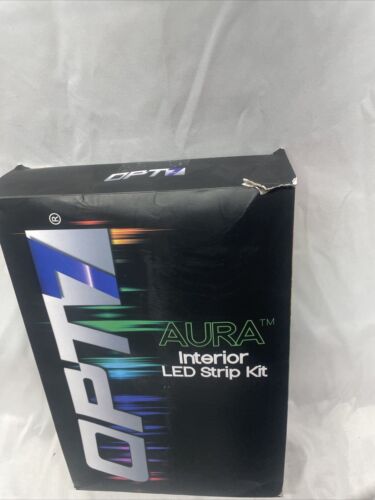 OPT7
OPT7®
AURA™
Interior
LED Strip Kit